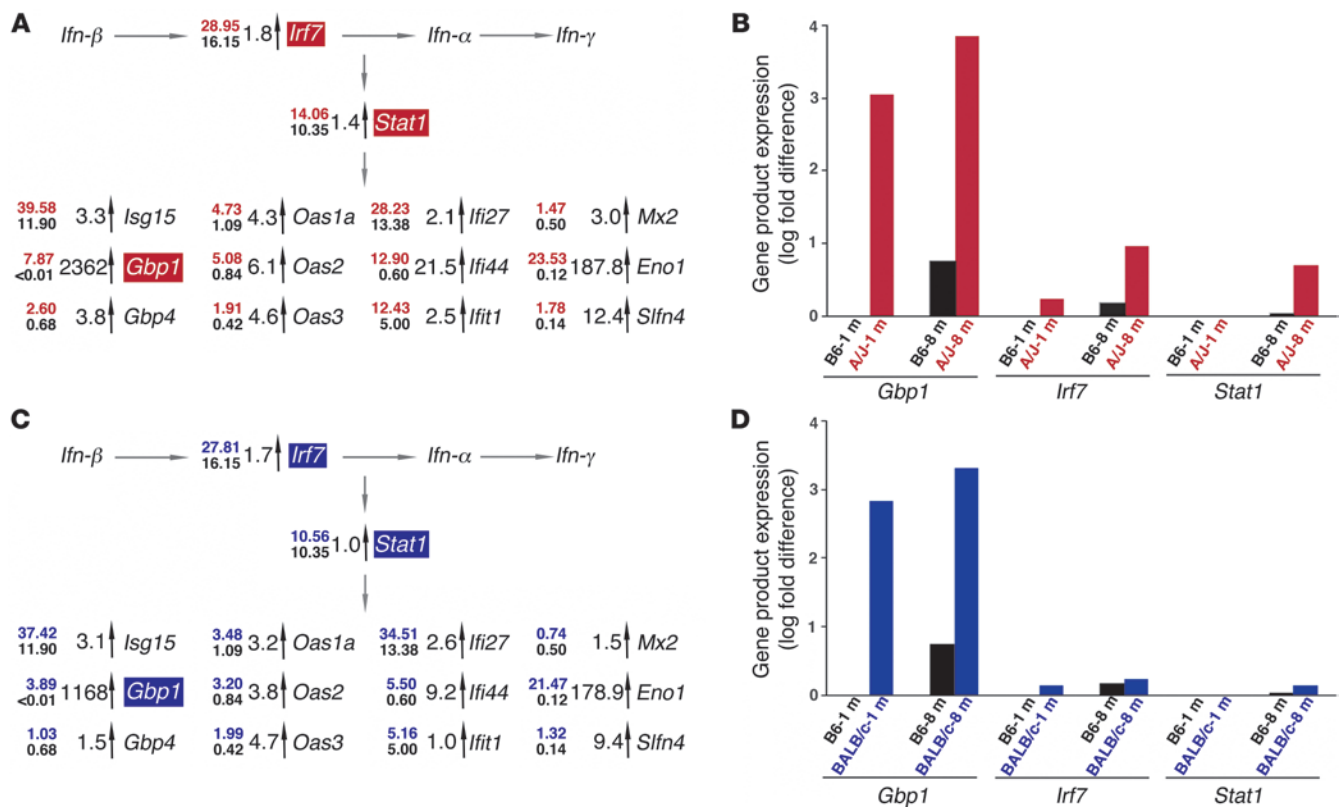 A
Ifn-β
28.95
16.15
1.8
Irf7
Ifn-α
Ifn-γ
14.06
10.35
1.4
Stat1
39.58
11.90
3.3
Isg15
4.73
1.09
4.3
Oas1a
28.23
13.38
2.1
Ifi27
1.47
0.50
3.0
Mx2
7.87
<0.01
2362
Gbp1
5.08
0.84
6.1
Oas2
12.90
0.60
21.5
Ifi44
23.53
0.12
187.8
Eno1
2.60
0.68
3.8
Gbp4
1.91
0.42
4.6
Oas3
12.43
5.00
2.5
Ifit1
1.78
0.14
12.4
Slfn4
B
Gene product expression
(log fold difference)
4
3
2
1
0
B6-1 m
A/J-1 m
B6-8 m
A/J-8 m
B6-1 m
A/J-1 m
B6-8 m
A/J-8 m
B6-1 m
A/J-1 m
B6-8 m
A/J-8 m
Gbp1
Irf7
Stat1
C
Ifn-β
27.81
16.15
1.7
Irf7
Ifn-α
Ifn-γ
10.56
10.35
1.0
Stat1
37.42
11.90
3.1
Isg15
3.48
1.09
3.2
Oas1a
34.51
13.38
2.6
Ifi27
0.74
0.50
1.5
Mx2
3.89
<0.01
1168
Gbp1
3.20
0.84
3.8
Oas2
5.50
0.60
9.2
Ifi44
21.47
0.12
178.9
Eno1
1.03
0.68
1.5
Gbp4
1.99
0.42
4.7
Oas3
5.16
5.00
1.0
Ifit1
1.32
0.14
9.4
Slfn4
D
Gene product expression
(log fold difference)
4
3
2
1
0
B6-1 m
BALB/c-1 m
B6-8 m
BALB/c-8 m
B6-1 m
BALB/c-1 m
B6-8 m
BALB/c-8 m
B6-1 m
BALB/c-1 m
B6-8 m
BALB/c-8 m
Gbp1
Irf7
Stat1